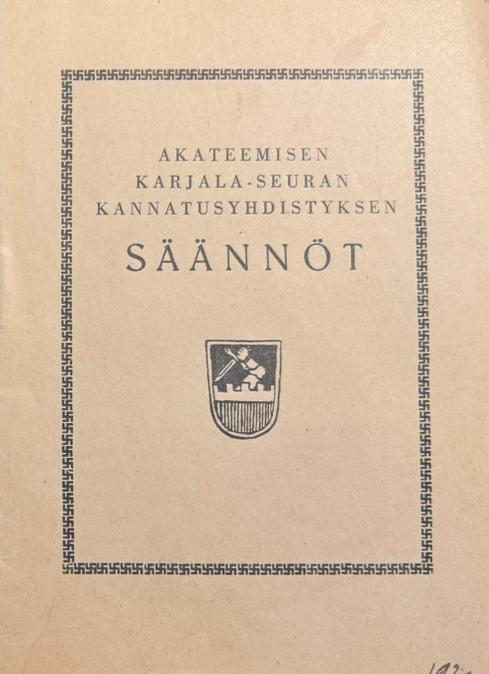 AKATEEMISEN
KARJALA-SEURAN
KANNATUSYHDISTYKSEN
SÄÄNNÖT